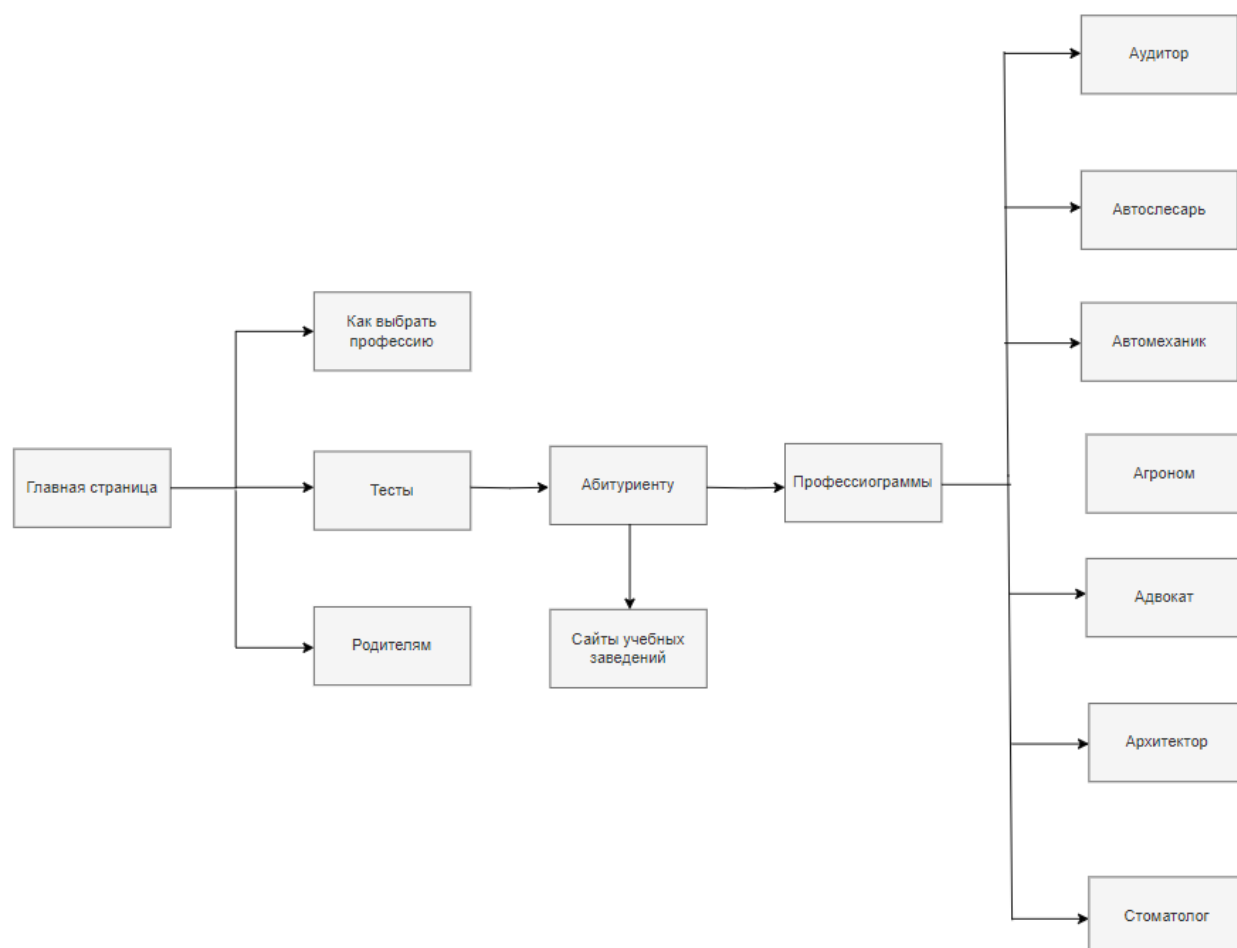 Аудитор
Автослесарь
Как выбрать
профессию
Автомеханик
Главная страница
Тесты
Абитуриенту
Профессиограммы
Агроном
Адвокат
Родителям
Сайты учебных
заведений
Архитектор
Стоматолог